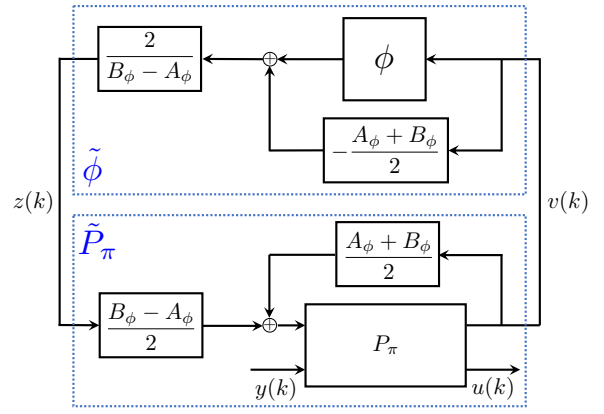 2 / (B_ϕ − A_ϕ)
ϕ
−(A_ϕ + B_ϕ) / 2
ϕ̃
z(k)
v(k)
P̃_π
(A_ϕ + B_ϕ) / 2
(B_ϕ − A_ϕ) / 2
P_π
y(k)
u(k)